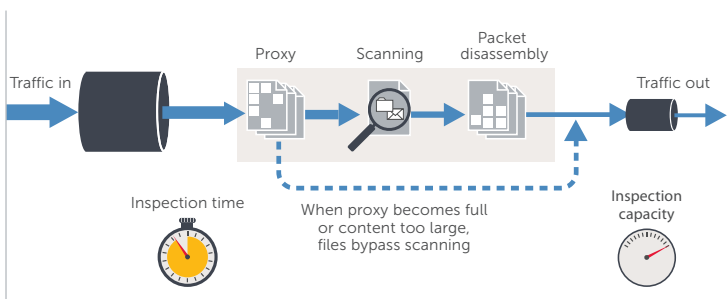 Traffic in
Proxy
Scanning
Packet
disassembly
Traffic out
Inspection time
When proxy becomes full
or content too large,
files bypass scanning
Inspection
capacity